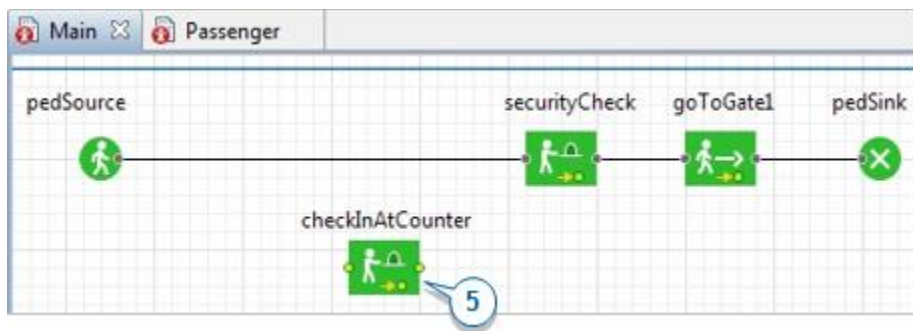 Main
Passenger
pedSource
securityCheck
goToGate1
pedSink
checkInAtCounter
5